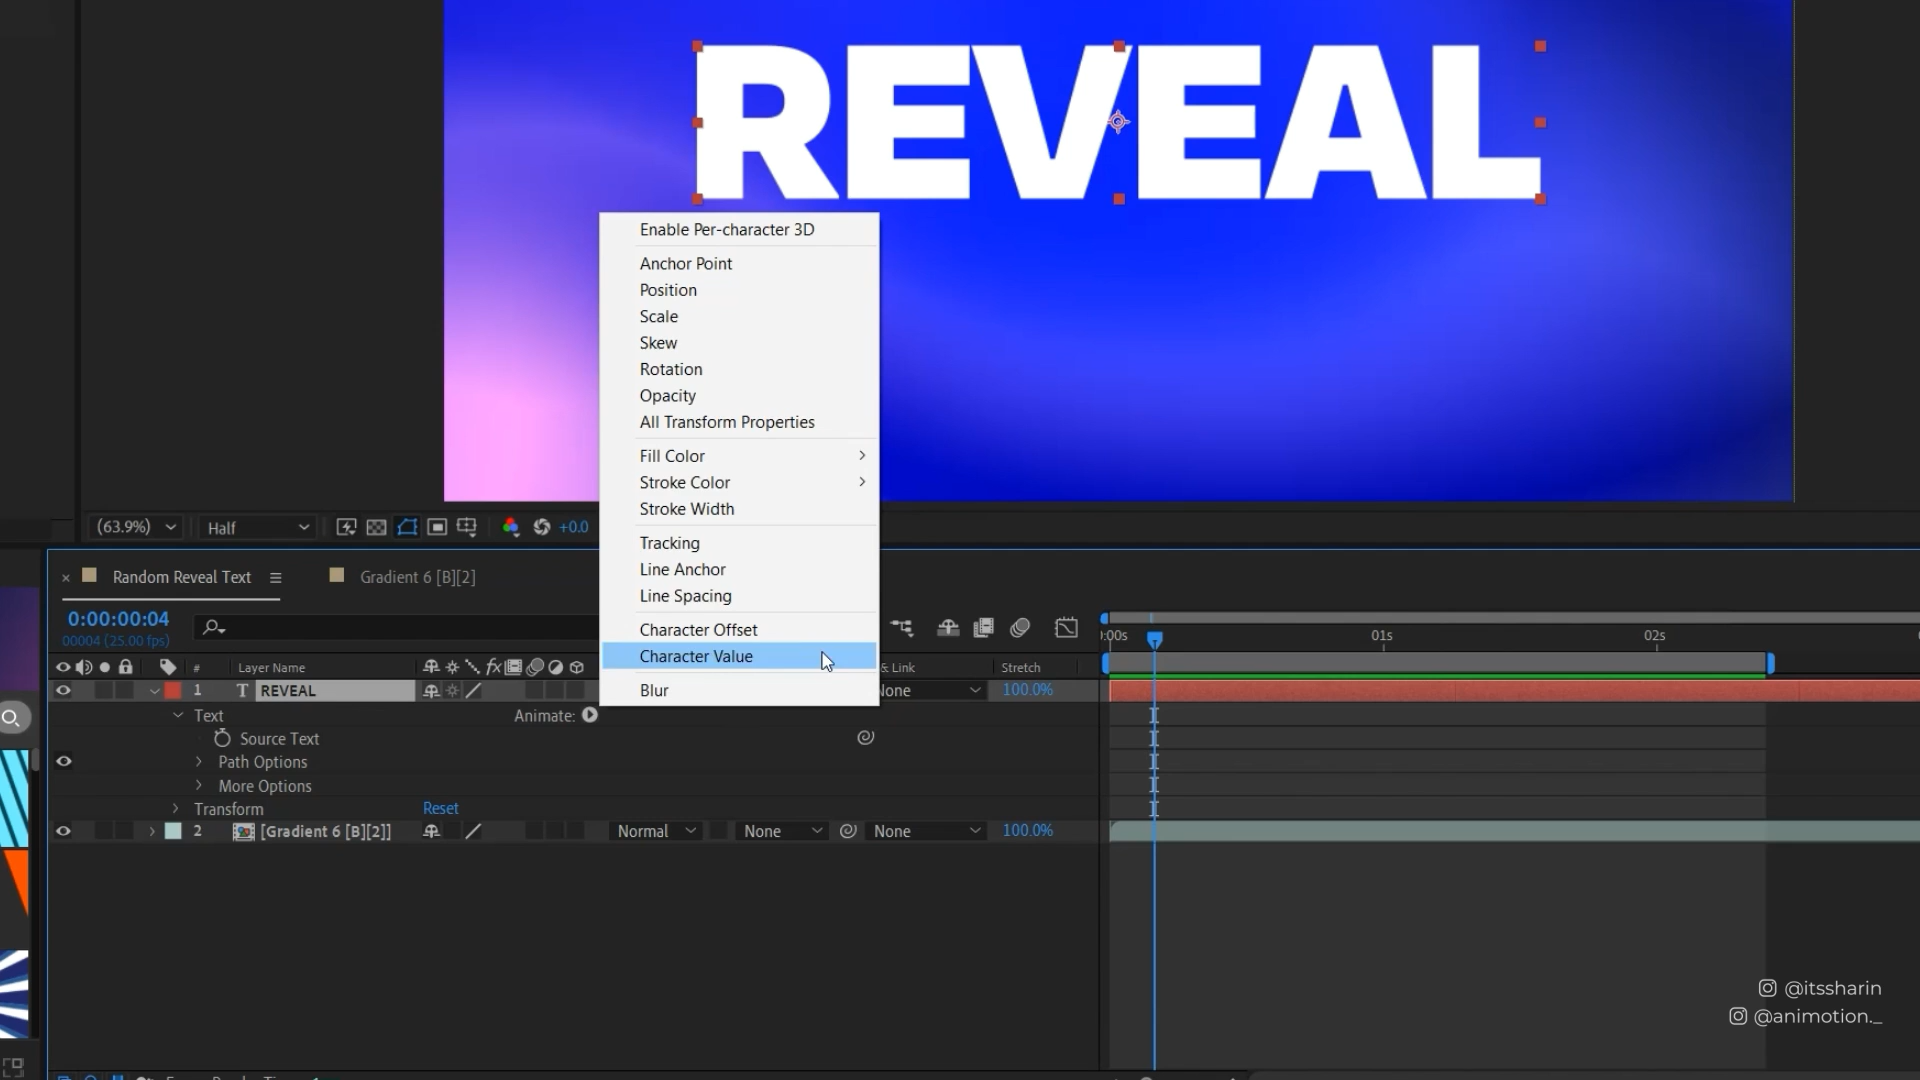 REVEAL
Enable Per-character 3D
Anchor Point
Position
Scale
Skew
Rotation
Opacity
All Transform Properties
Fill Color
Stroke Color
Stroke Width
Tracking
Line Anchor
Line Spacing
Character Offset
Character Value
Blur
(63.9%) Half +0.0
× Random Reveal Text Gradient 6 [B][2]
0:00:00:04
00004 (25.00 fps)
:00s 01s 02s
# Layer Name fx & Link Stretch
1 T REVEAL None 100.0%
Text Animate:
Source Text
Path Options
More Options
Transform Reset
2 [Gradient 6 [B][2]] Normal None None 100.0%
@itssharin
@animotion._